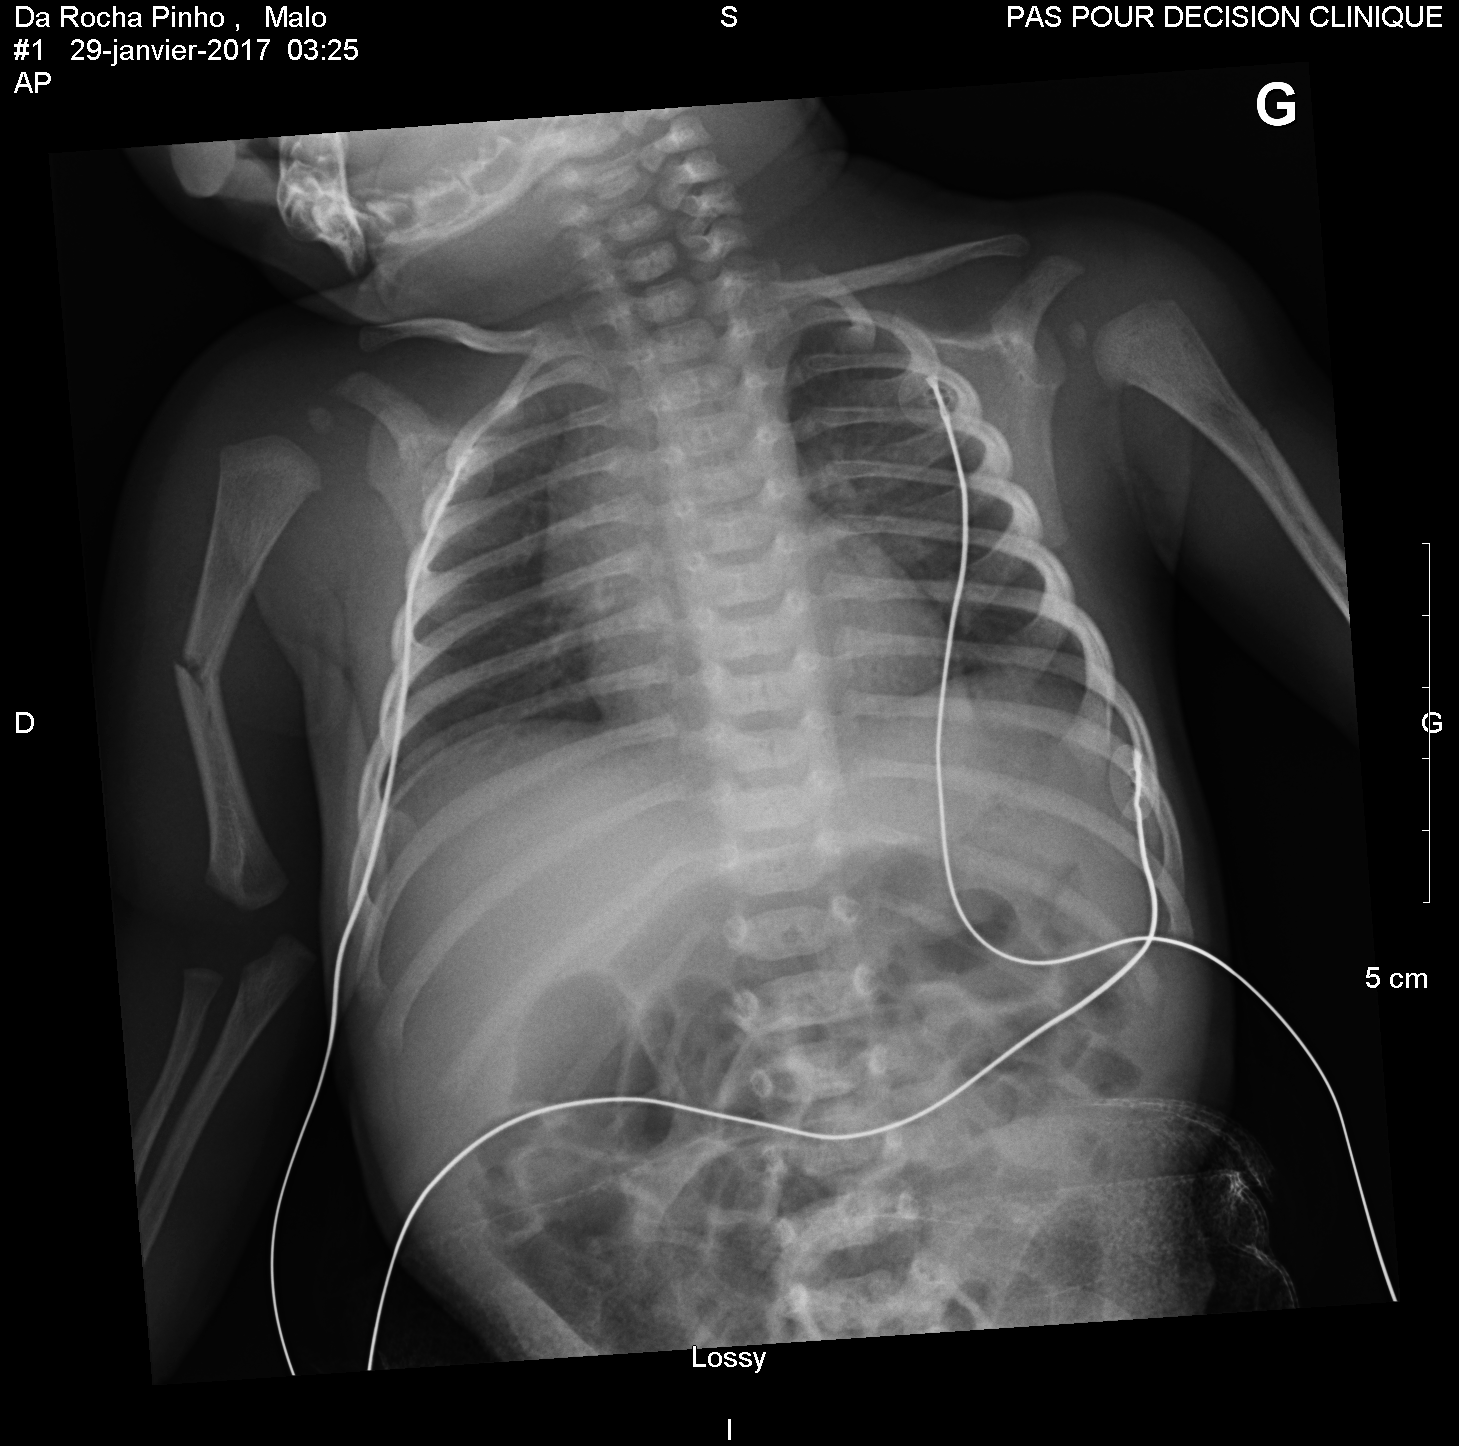 Da Rocha Pinho ,   Malo
#1   29-janvier-2017  03:25
AP
S
PAS POUR DECISION CLINIQUE
G
D
G
5 cm
Lossy
I